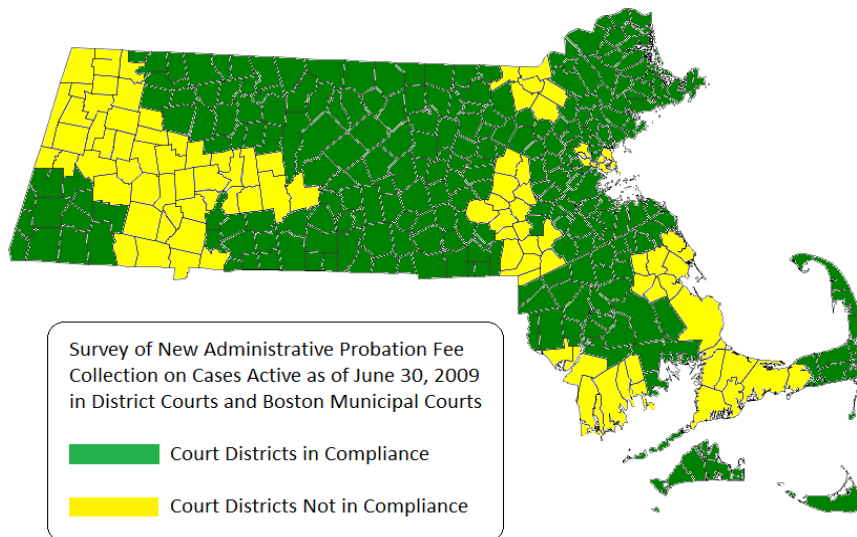 Survey of New Administrative Probation Fee
Collection on Cases Active as of June 30, 2009
in District Courts and Boston Municipal Courts
Court Districts in Compliance
Court Districts Not in Compliance